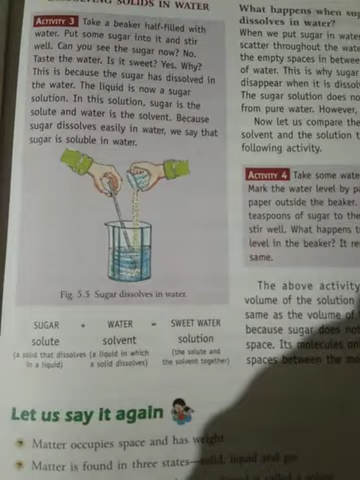 SOLIDS IN WATER
ACTIVITY 3 Take a beaker half-filled with
water. Put some sugar into it and stir
well. Can you see the sugar now? No.
Taste the water. Is it sweet? Yes. Why?
This is because the sugar has dissolved in
the water. The liquid is now a sugar
solution. In this solution, sugar is the
solute and water is the solvent. Because
sugar dissolves easily in water, we say that
sugar is soluble in water.
Fig. 5.5 Sugar dissolves in water
SUGAR + WATER = SWEET WATER
solute solvent solution
(a solid that dissolves (a liquid in which (the solute and
in a liquid) a solid dissolves) the solvent together)
Let us say it again
Matter occupies space and has weight
Matter is found in three states—solid, liquid and gas
What happens when
dissolves in water?
When we put sugar in water
scatter throughout the
the empty spaces in
of water. This is why sugar
disappear when it is
The sugar solution does
from pure water. However,
Now let us compare the
solvent and the solution
following activity.
ACTIVITY 4 Take some
Mark the water level by
paper outside the beaker.
teaspoons of sugar to the
stir well. What happens
level in the beaker? It
same.
The above activity
volume of the solution
same as the volume of
because sugar does not
space. Its molecules
spaces between the